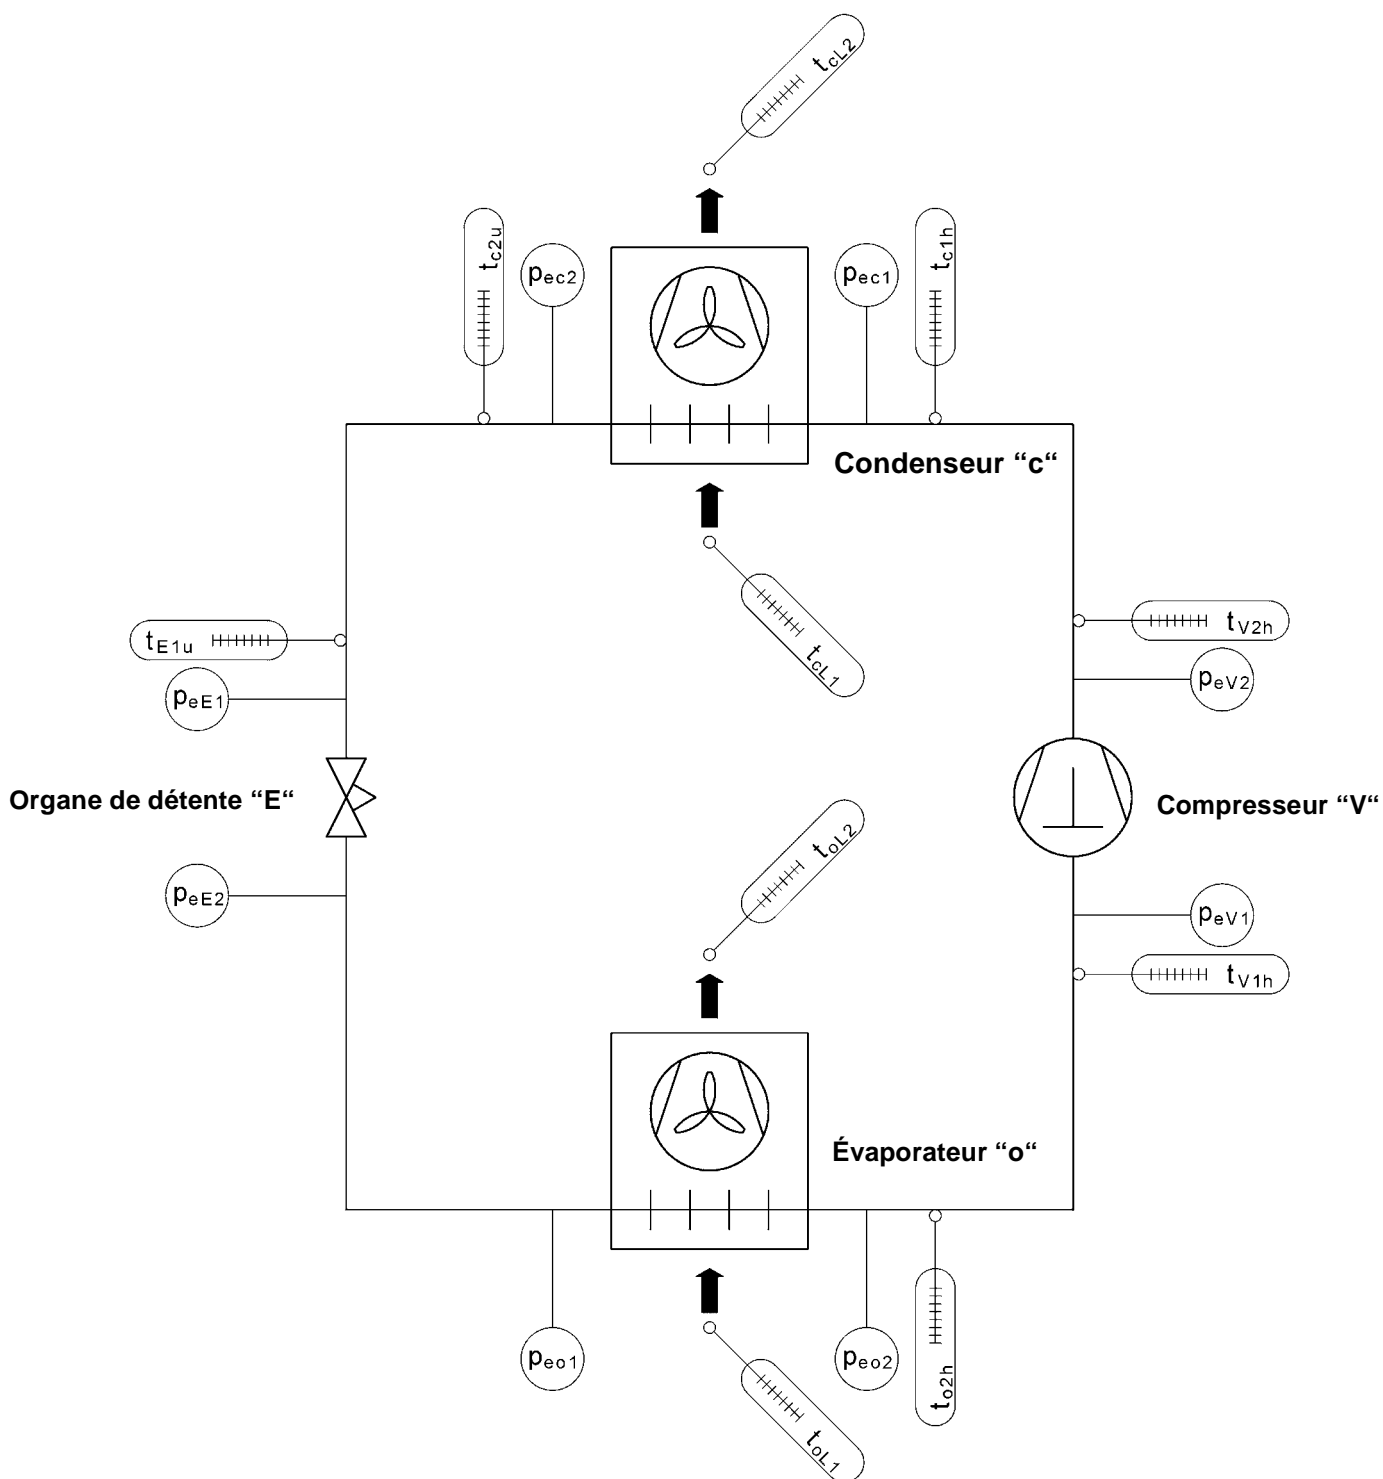 tcL2
tc2u
pec2
pec1
tc1h
Condenseur “c“
tcL1
tE1u
peE1
tV2h
peV2
Organe de détente “E“
Compresseur “V“
toL2
peE2
peV1
tV1h
Évaporateur “o“
peo1
peo2
to2h
toL1